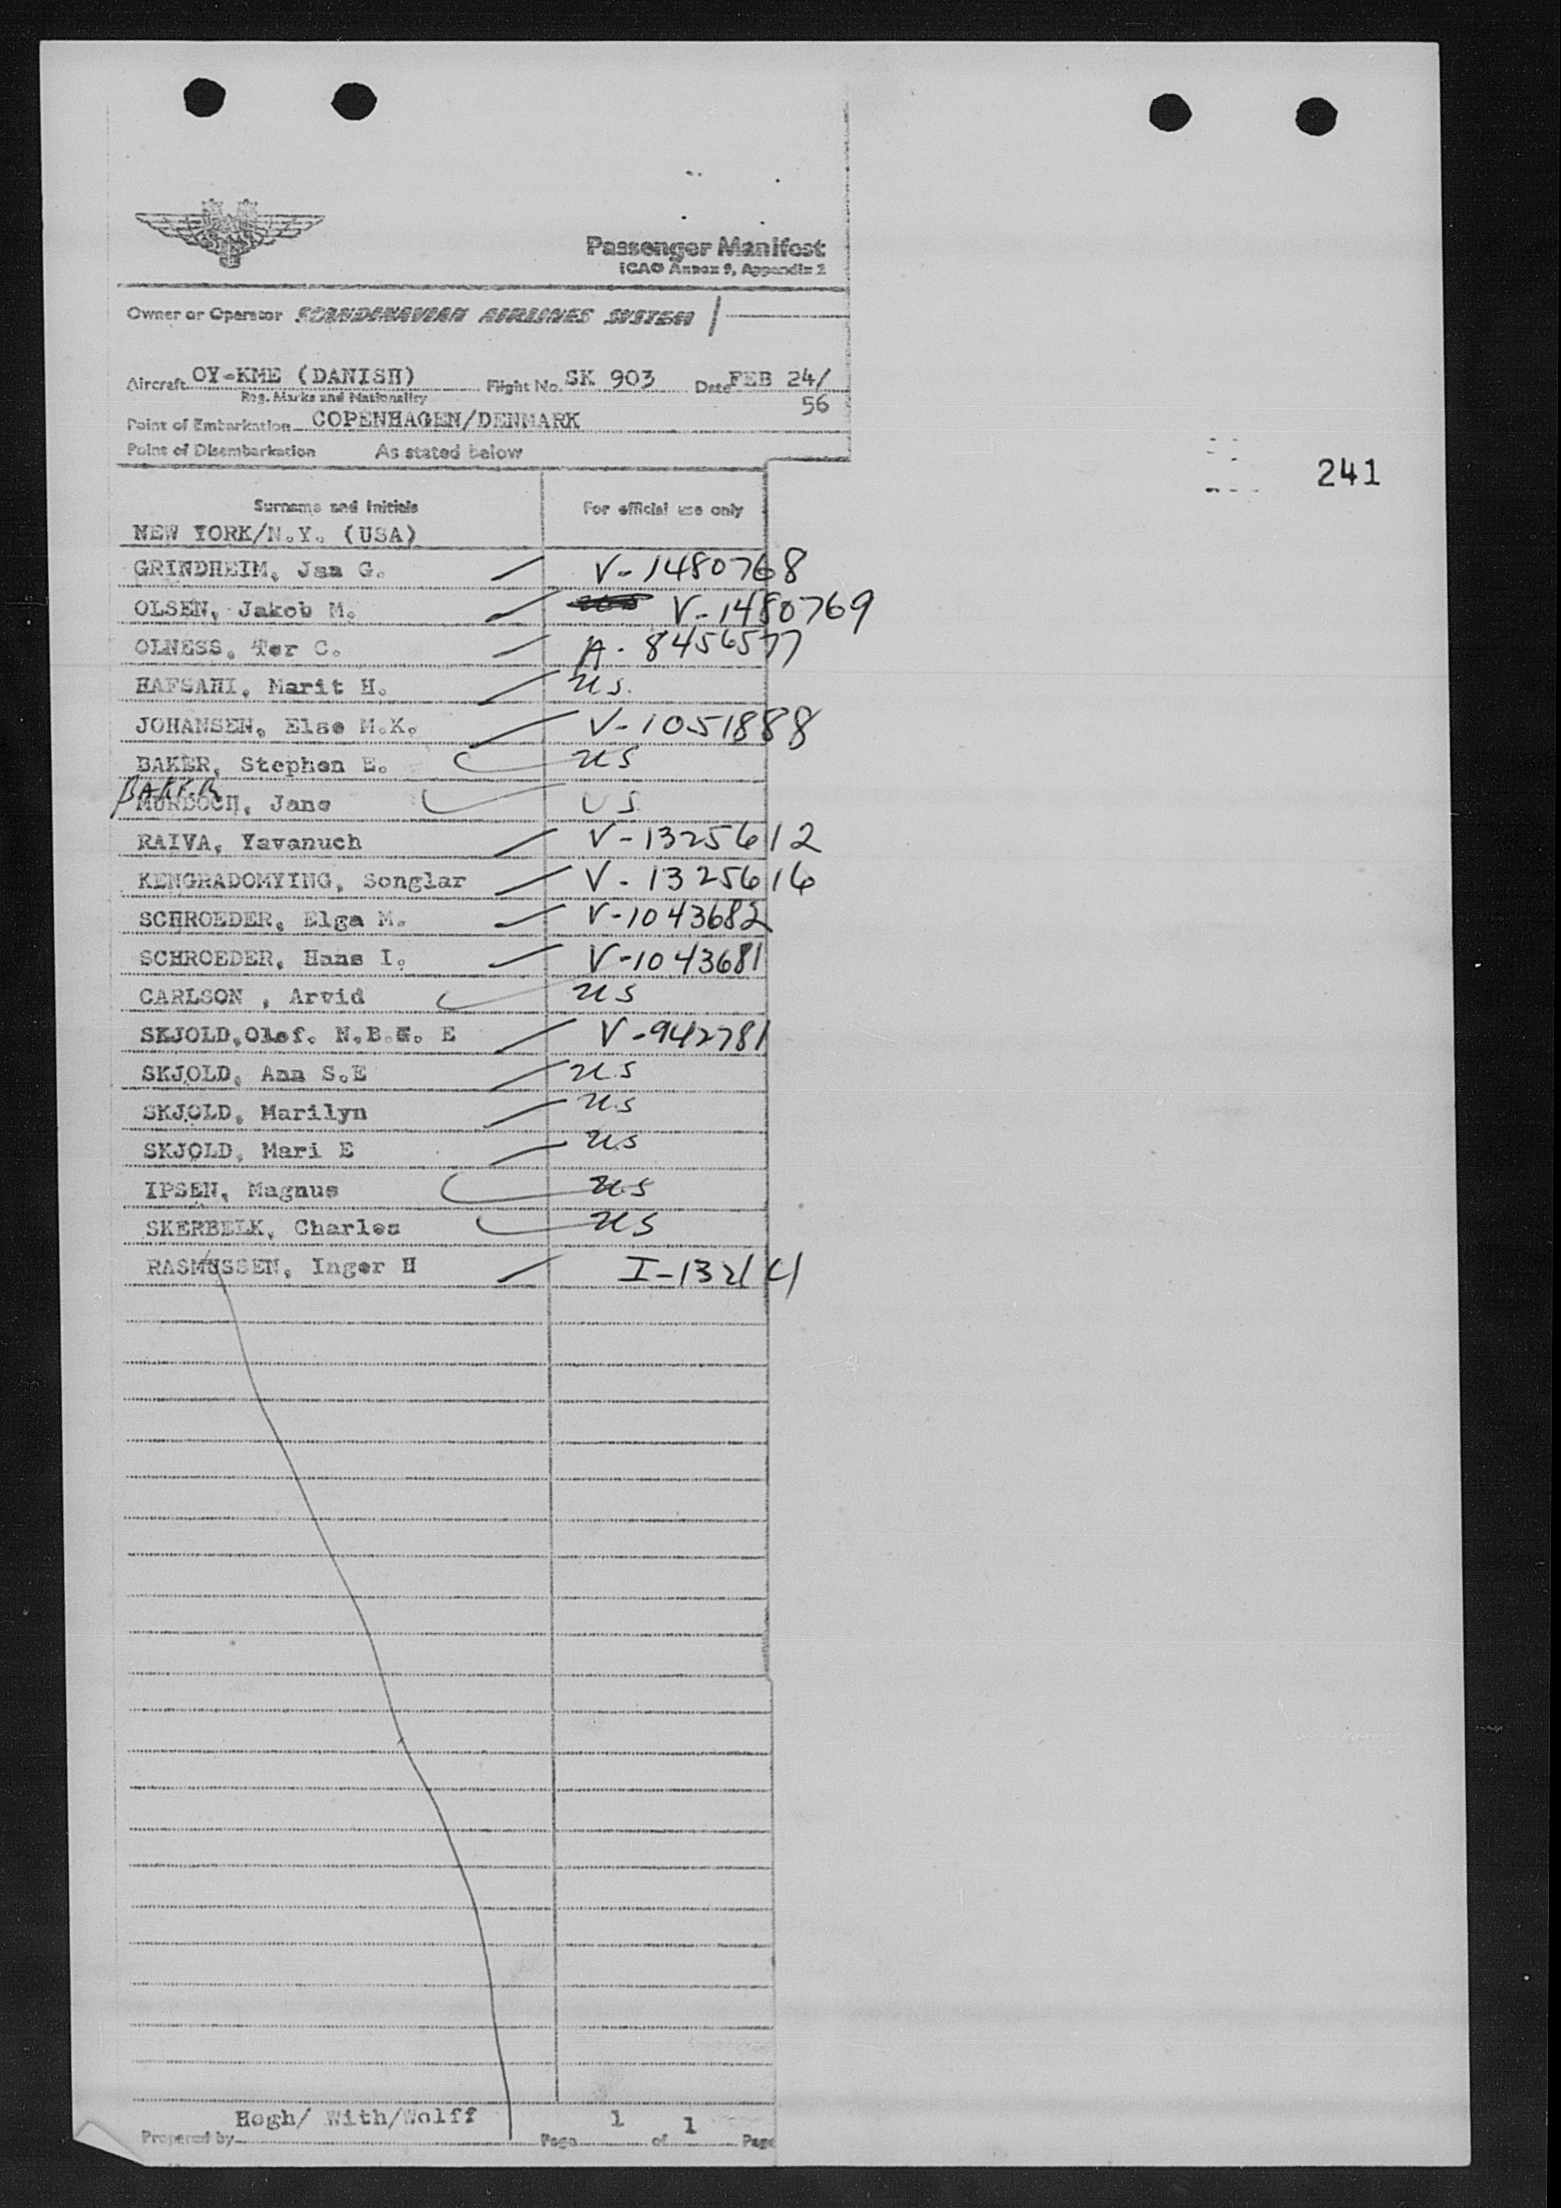 Passenger Manifest
ICAO Annex 9, Appendix 2
Owner or Operator SCANDINAVIAN AIRLINES SYSTEM
Aircraft OY-KME (DANISH) Flight No. SK 903 Date FEB 24/
Reg. Marks and Nationality 56
Point of Embarkation COPENHAGEN/DENMARK
Point of Disembarkation As stated below
241
Surname and Initials For official use only
NEW YORK/N.Y. (USA)
GRINDHEIM, Jan G. V-1480768
OLSEN, Jakob M. V-1480769
OLNESS, Tor C. A-8456577
HAFSAHI, Marit H. US.
JOHANSEN, Else M.K. V-1051888
BAKER, Stephen E. US
BAKER
MURDOCH, Jane US
RAIVA, Yavanuch V-1325612
KENGRADOMYING, Songlar V-1325616
SCHROEDER, Elga M. V-1043682
SCHROEDER, Hans I. V-1043681
CARLSON , Arvid US
SKJOLD, Olof. N.B. E V-942781
SKJOLD, Ann S.E US
SKJOLD, Marilyn US
SKJOLD, Mari E US
IPSEN, Magnus US
SKERBELK, Charles US
RASMUSSEN, Inger H I-13214
Hogh/ With/Wolff 1 1
Prepared by Page of Page